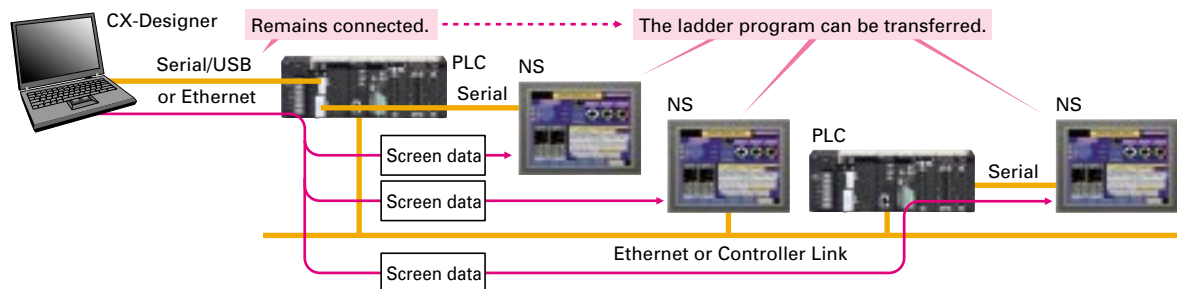 CX-Designer
Remains connected.
The ladder program can be transferred.
Serial/USB
or Ethernet
PLC
Serial
NS
NS
PLC
Serial
NS
Screen data
Screen data
Ethernet or Controller Link
Screen data